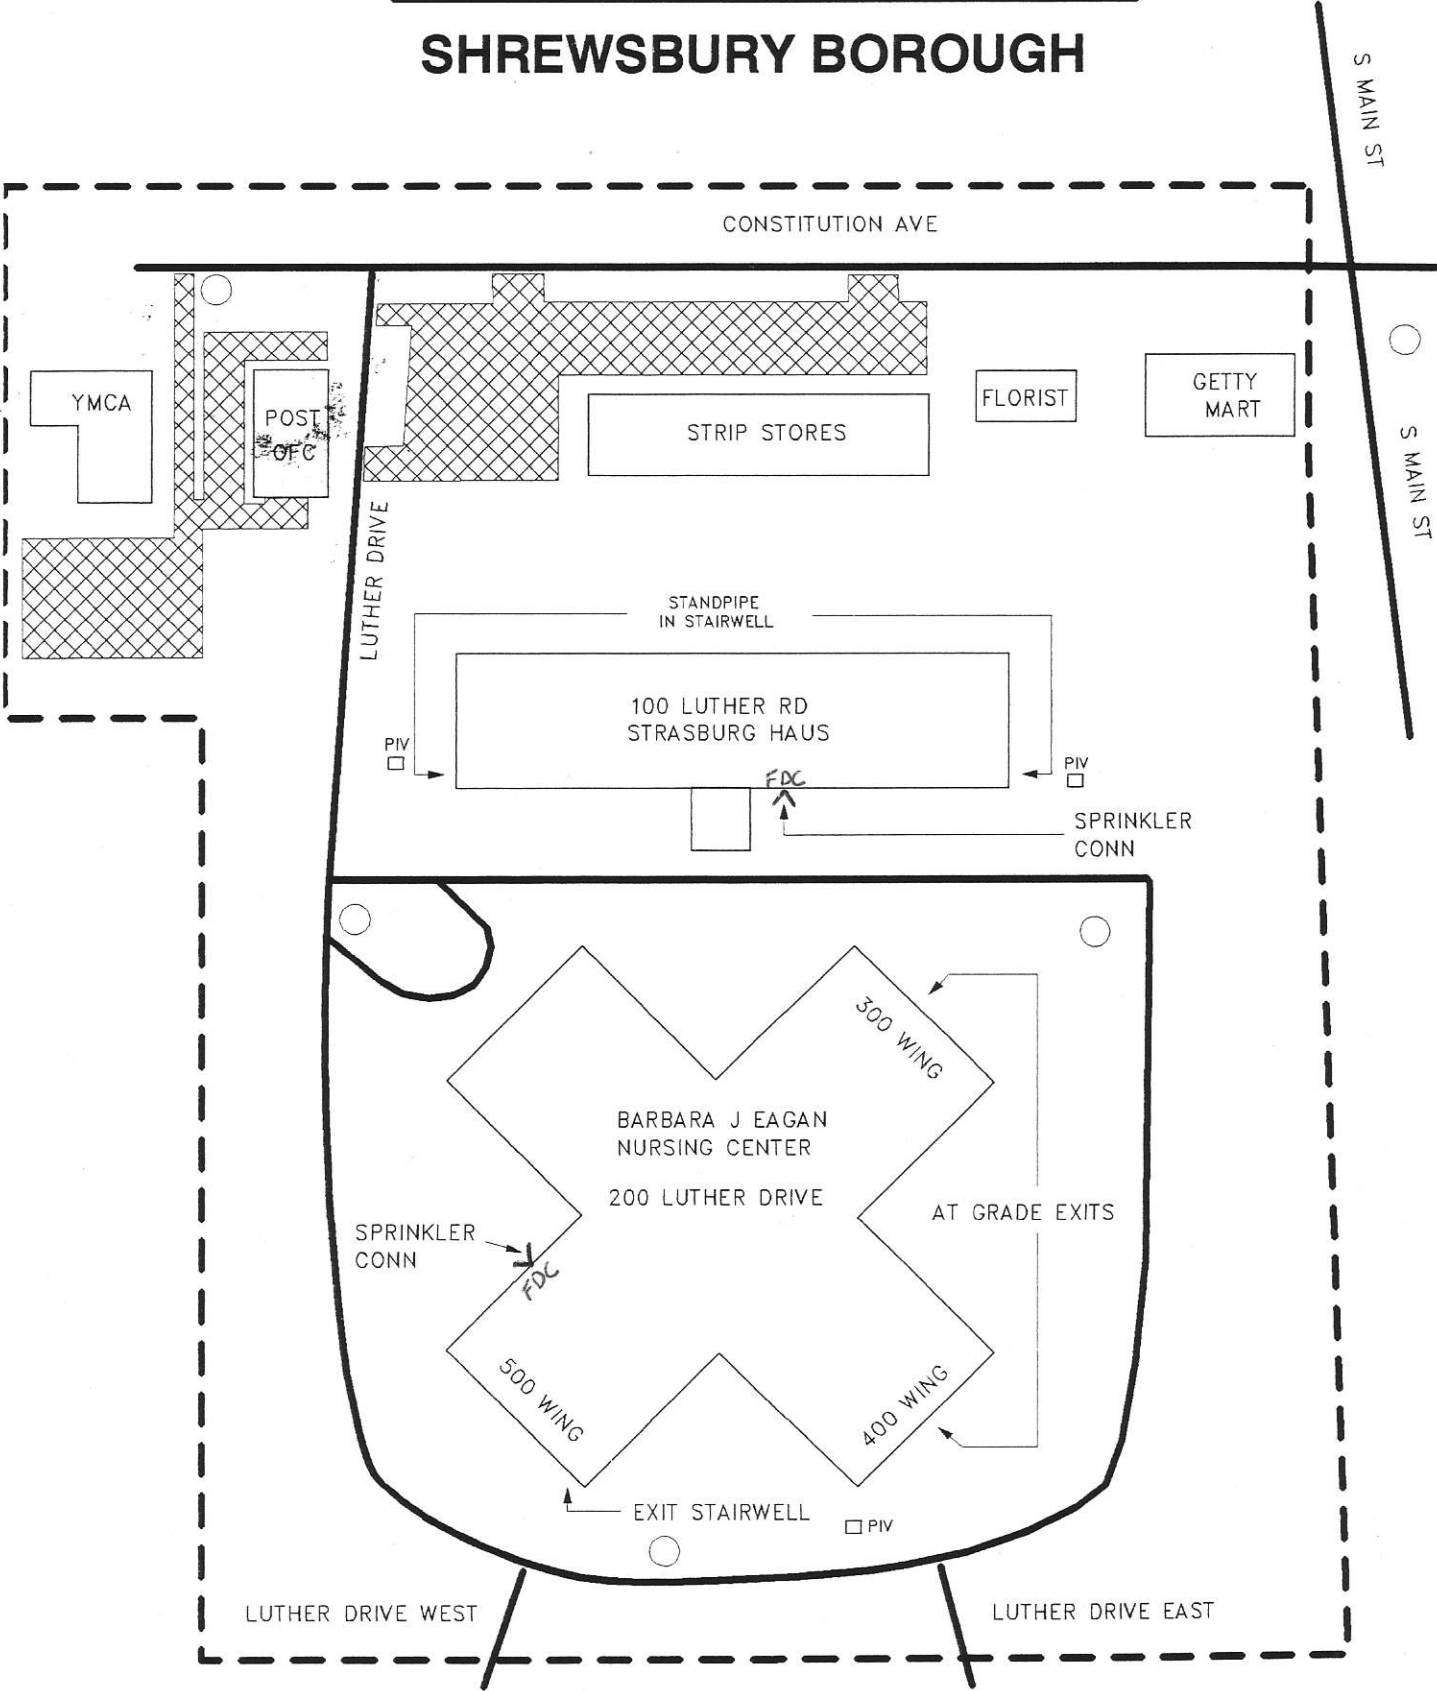 SHREWSBURY BOROUGH
S MAIN ST
CONSTITUTION AVE
YMCA
POST
OFC
STRIP STORES
FLORIST
GETTY
MART
S MAIN ST
LUTHER DRIVE
STANDPIPE
IN STAIRWELL
100 LUTHER RD
STRASBURG HAUS
PIV
PIV
FDC
SPRINKLER
CONN
300 WING
BARBARA J EAGAN
NURSING CENTER
200 LUTHER DRIVE
AT GRADE EXITS
SPRINKLER
CONN
FDC
500 WING
400 WING
EXIT STAIRWELL
PIV
LUTHER DRIVE WEST
LUTHER DRIVE EAST